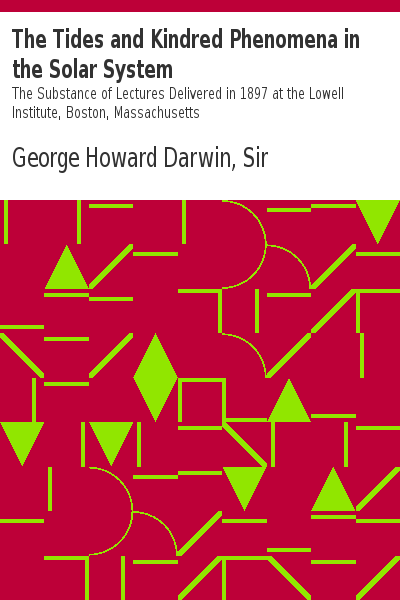 The Tides and Kindred Phenomena in
the Solar System
The Substance of Lectures Delivered in 1897 at the Lowell
Institute, Boston, Massachusetts
George Howard Darwin, Sir